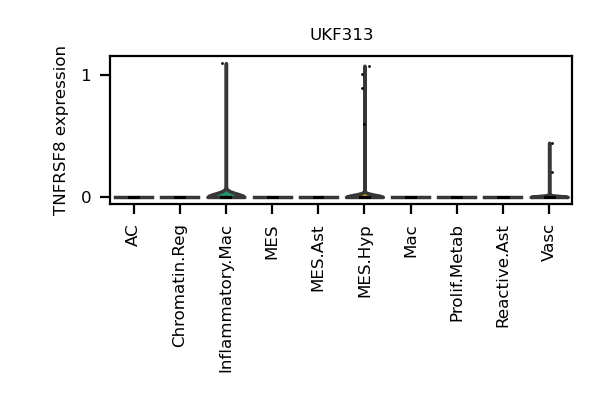 UKF313
TNFRSF8 expression
1
0
AC
Chromatin.Reg
Inflammatory.Mac
MES
MES.Ast
MES.Hyp
Mac
Prolif.Metab
Reactive.Ast
Vasc